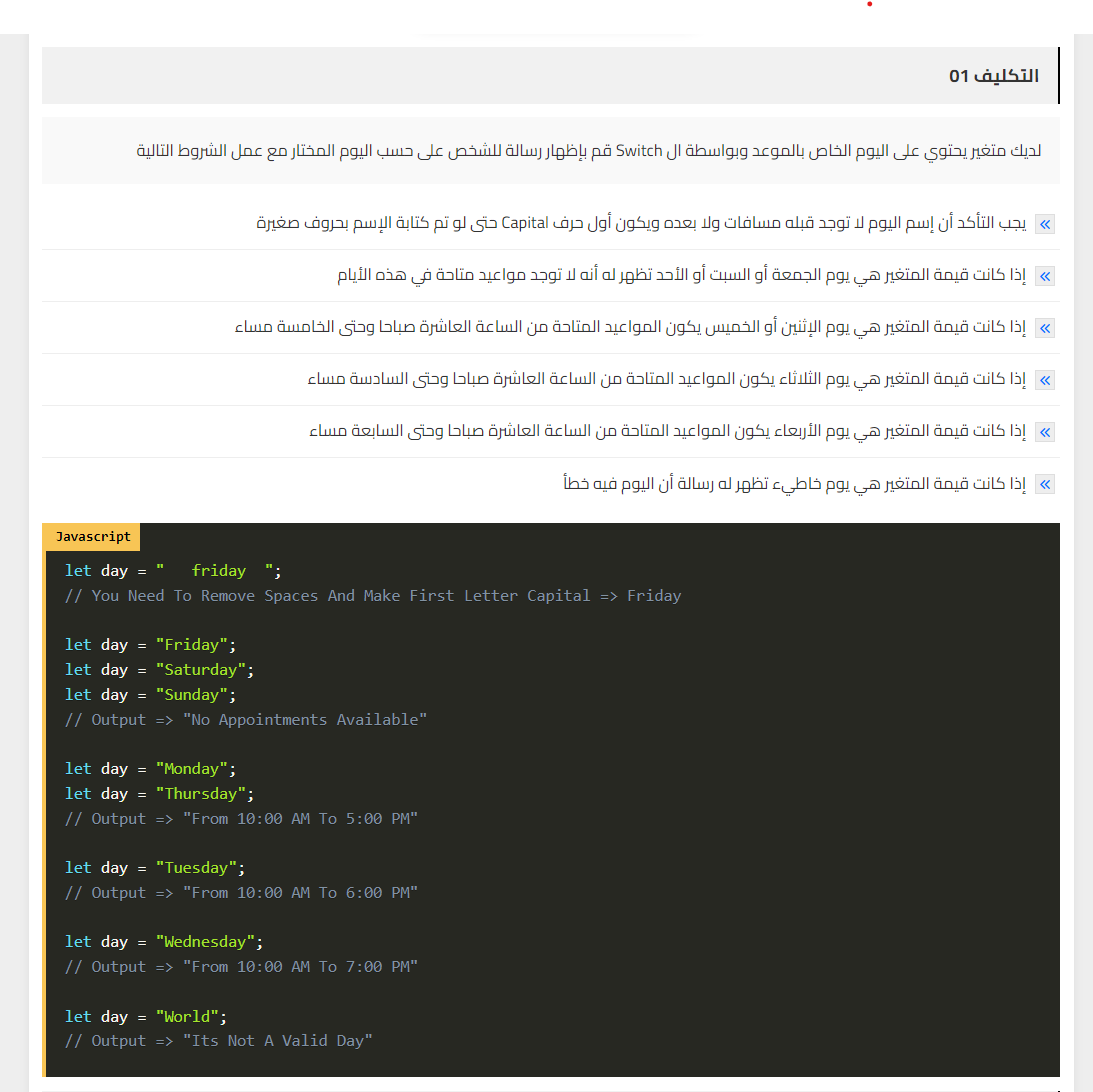 التكليف 01
لديك متغير يحتوي على اليوم الخاص بالموعد وبواسطة ال Switch قم بإظهار رسالة للشخص على حسب اليوم المختار مع عمل الشروط التالية
يجب التأكد أن إسم اليوم لا توجد قبله مسافات ولا بعده ويكون أول حرف Capital حتى لو تم كتابة الإسم بحروف صغيرة
إذا كانت قيمة المتغير هي يوم الجمعة أو السبت أو الأحد تظهر له أنه لا توجد مواعيد متاحة في هذه الأيام
إذا كانت قيمة المتغير هي يوم الإثنين أو الخميس يكون المواعيد المتاحة من الساعة العاشرة صباحا وحتى الخامسة مساء
إذا كانت قيمة المتغير هي يوم الثلاثاء يكون المواعيد المتاحة من الساعة العاشرة صباحا وحتى السادسة مساء
إذا كانت قيمة المتغير هي يوم الأربعاء يكون المواعيد المتاحة من الساعة العاشرة صباحا وحتى السابعة مساء
إذا كانت قيمة المتغير هي يوم خاطيء تظهر له رسالة أن اليوم فيه خطأ
Javascript
let day = "   friday  ";
// You Need To Remove Spaces And Make First Letter Capital => Friday
let day = "Friday";
let day = "Saturday";
let day = "Sunday";
// Output => "No Appointments Available"
let day = "Monday";
let day = "Thursday";
// Output => "From 10:00 AM To 5:00 PM"
let day = "Tuesday";
// Output => "From 10:00 AM To 6:00 PM"
let day = "Wednesday";
// Output => "From 10:00 AM To 7:00 PM"
let day = "World";
// Output => "Its Not A Valid Day"